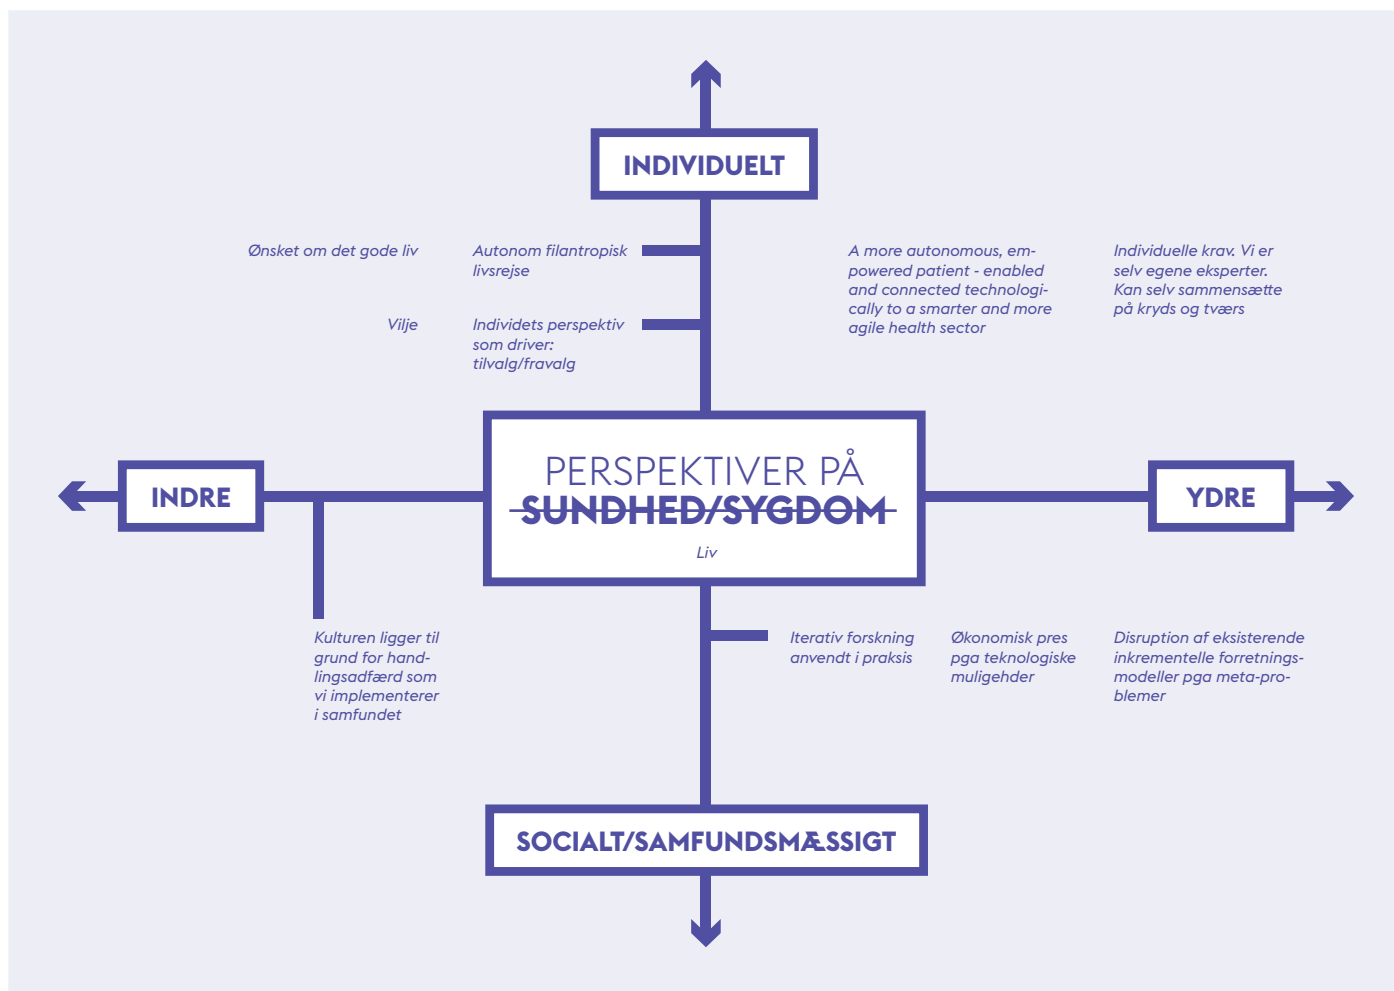 INDIVIDUELT
Ønsket om det gode liv
Autonom filantropisk
livsrejse
Vilje
Individets perspektiv
som driver:
tilvalg/fravalg
A more autonomous, em-
powered patient - enabled
and connected technologi-
cally to a smarter and more
agile health sector
Individuelle krav. Vi er
selv egene eksperter.
Kan selv sammensætte
på kryds og tværs
INDRE
PERSPEKTIVER PÅ
SUNDHED/SYGDOM
Liv
YDRE
Kulturen ligger til
grund for hand-
lingsadfærd som
vi implementerer
i samfundet
Iterativ forskning
anvendt i praksis
Økonomisk pres
pga teknologiske
muligehder
Disruption af eksisterende
inkrementelle forretnings-
modeller pga meta-pro-
blemer
SOCIALT/SAMFUNDSMÆSSIGT